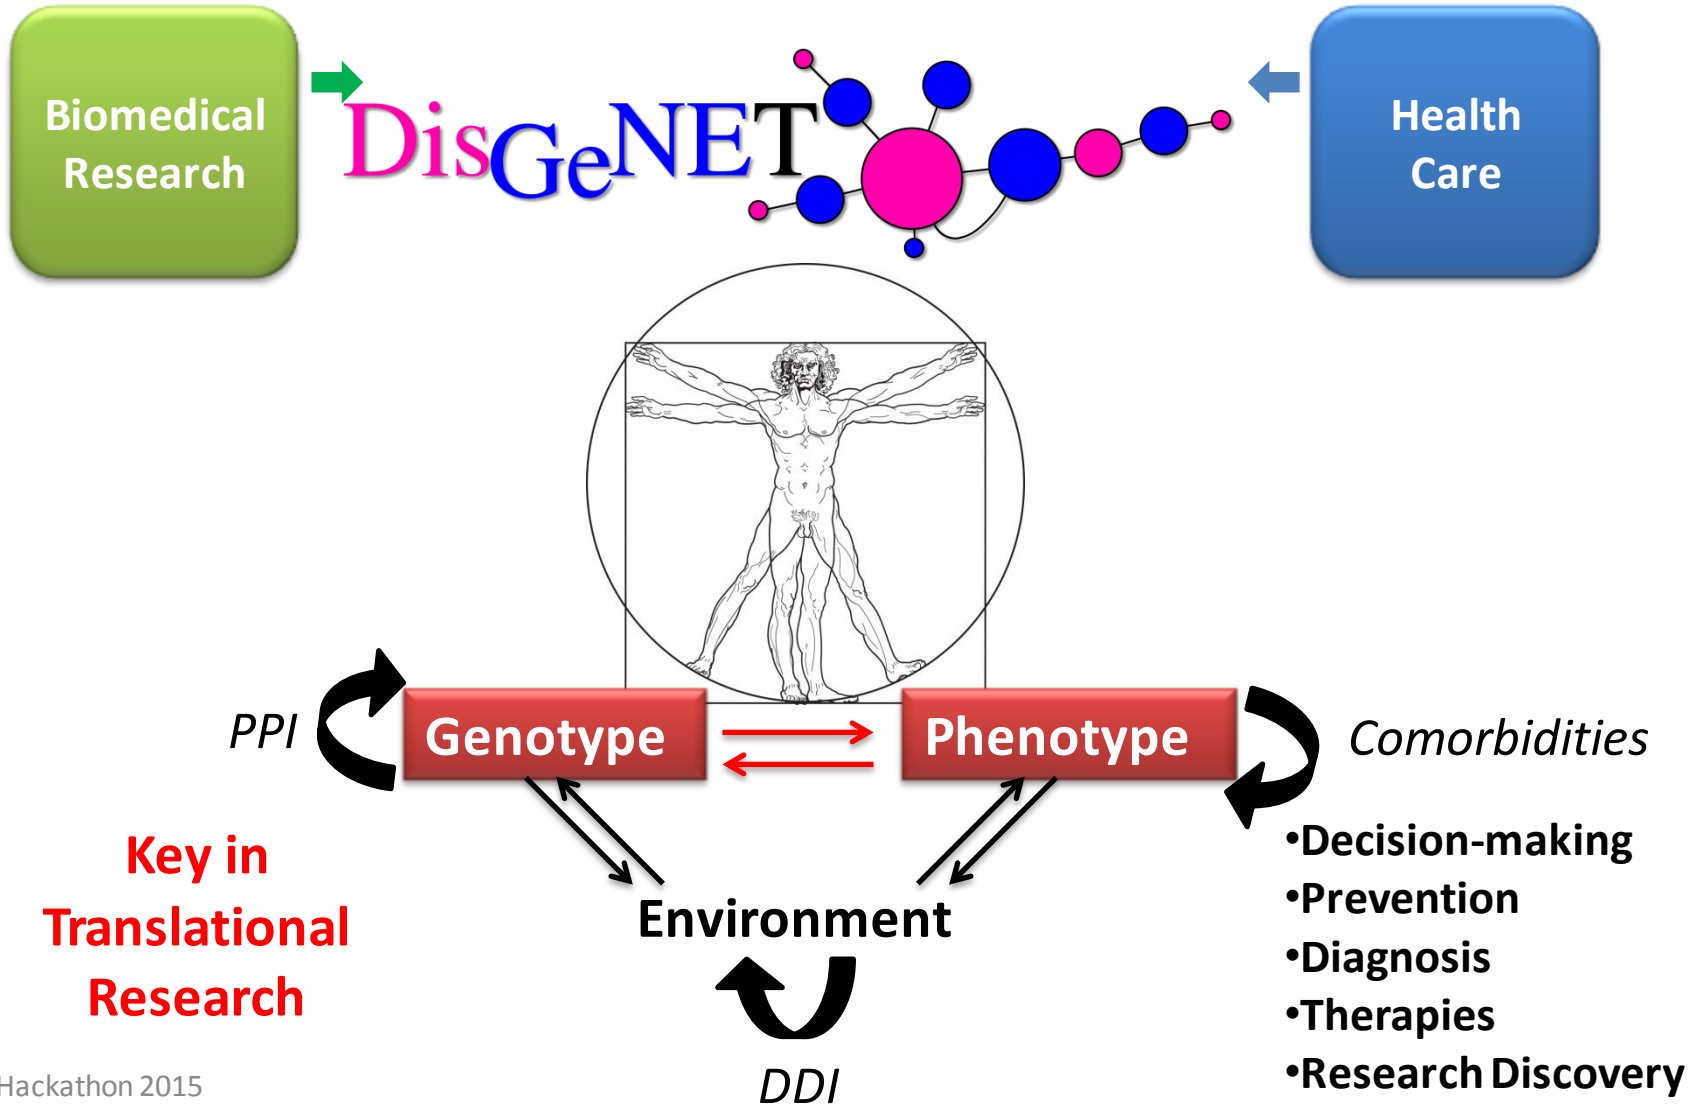 Biomedical
Research
DisGeNET
Health
Care
PPI
Genotype
Phenotype
Comorbidities
Key in
Translational
Research
Environment
DDI
•Decision-making
•Prevention
•Diagnosis
•Therapies
•Research Discovery
Hackathon 2015